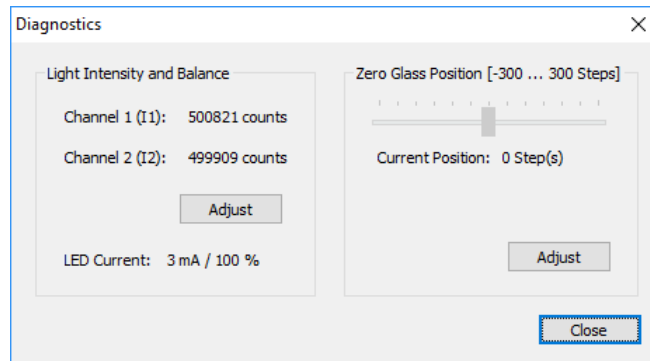 Diagnostics
Light Intensity and Balance
Channel 1 (I1): 500821 counts
Channel 2 (I2): 499909 counts
Adjust
LED Current: 3 mA / 100 %
Zero Glass Position [-300 ... 300 Steps]
Current Position: 0 Step(s)
Adjust
Close